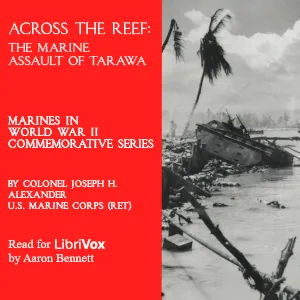 ACROSS THE REEF:
THE MARINE
ASSAULT OF TARAWA
MARINES IN
WORLD WAR II
COMMEMORATIVE SERIES
BY COLONEL JOSEPH H.
ALEXANDER
U.S. MARINE CORPS (RET)
Read for LibriVox
by Aaron Bennett